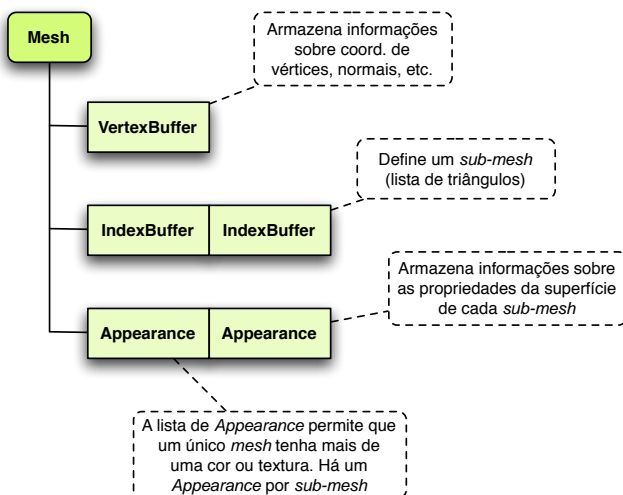 Mesh
Armazena informações
sobre coord. de
vértices, normais, etc.
VertexBuffer
Define um sub-mesh
(lista de triângulos)
IndexBuffer
IndexBuffer
Armazena informações sobre
as propriedades da superfície
de cada sub-mesh
Appearance
Appearance
A lista de Appearance permite que
um único mesh tenha mais de
uma cor ou textura. Há um
Appearance por sub-mesh